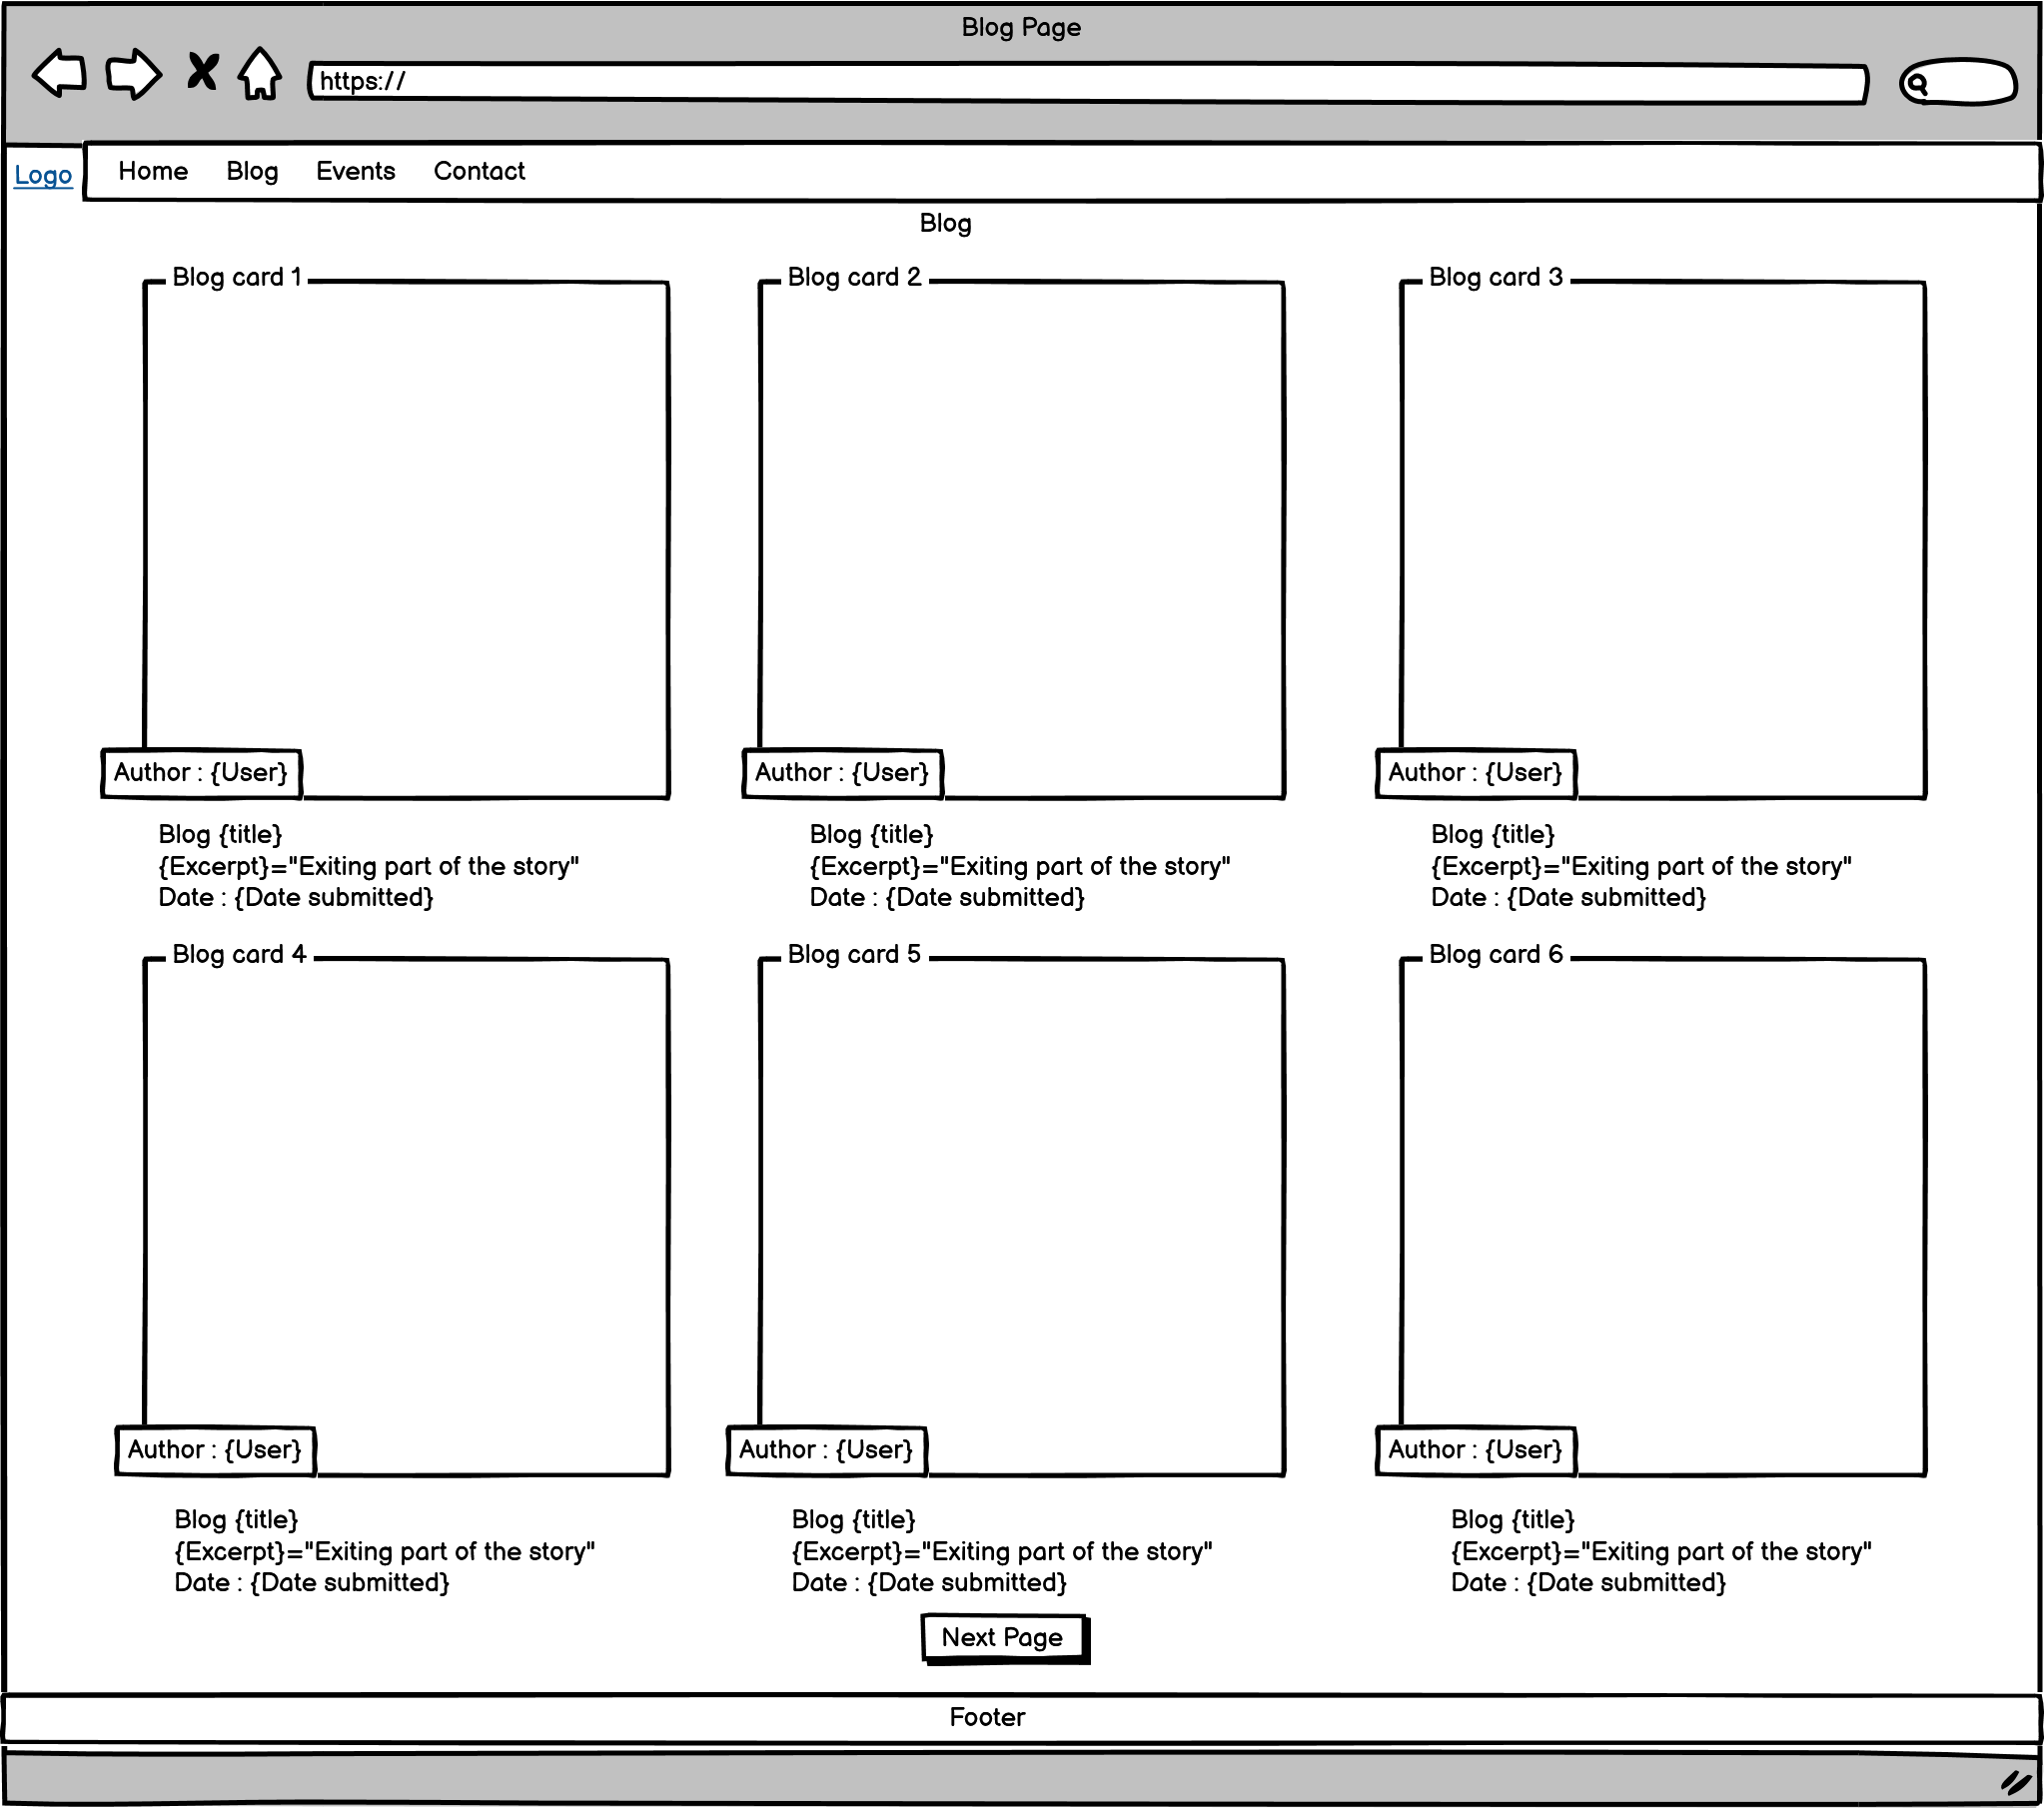 Blog Page
https://
Logo
Home Blog Events Contact
Blog
Blog card 1 Blog card 2 Blog card 3
Author : {User} Author : {User} Author : {User}
Blog {title} Blog {title} Blog {title}
{Excerpt}="Exiting part of the story" {Excerpt}="Exiting part of the story" {Excerpt}="Exiting part of the story"
Date : {Date submitted} Date : {Date submitted} Date : {Date submitted}
Blog card 4 Blog card 5 Blog card 6
Author : {User} Author : {User} Author : {User}
Blog {title} Blog {title} Blog {title}
{Excerpt}="Exiting part of the story" {Excerpt}="Exiting part of the story" {Excerpt}="Exiting part of the story"
Date : {Date submitted} Date : {Date submitted} Date : {Date submitted}
Next Page
Footer